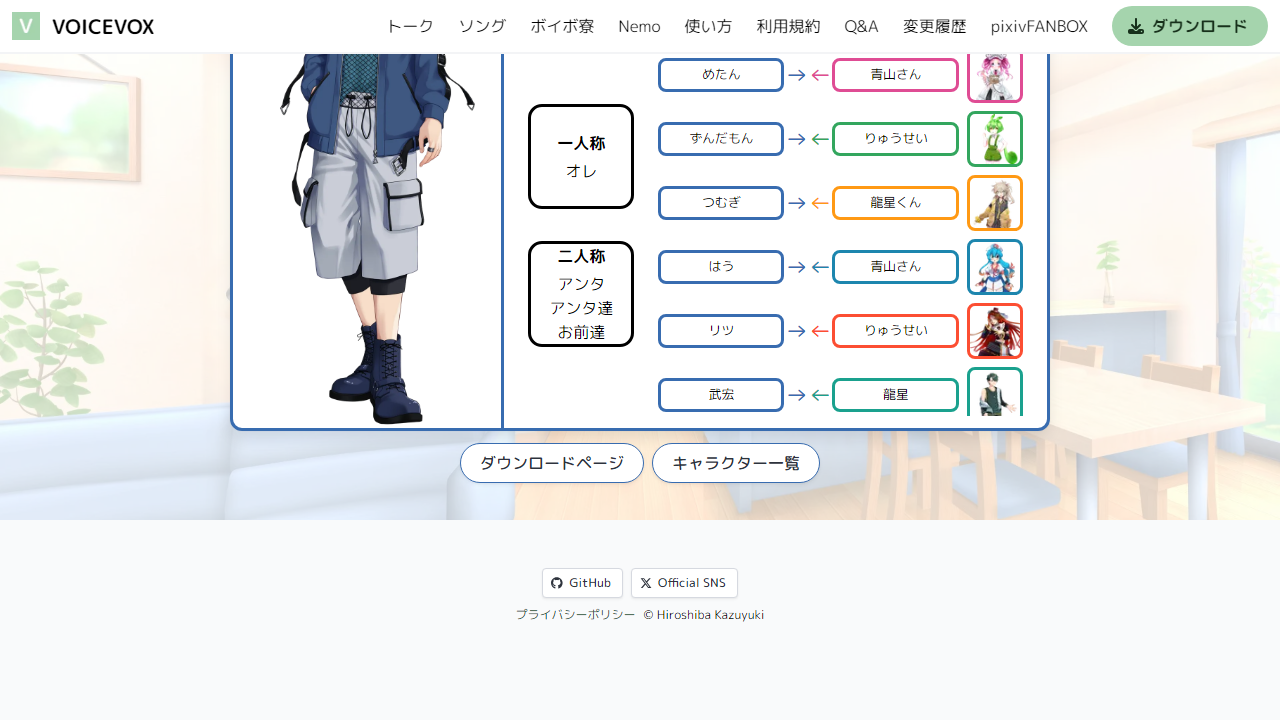 V VOICEVOX トーク ソング ボイボ寮 Nemo 使い方 利用規約 Q&A 変更履歴 pixivFANBOX ダウンロード
一人称
オレ
二人称
アンタ
アンタ達
お前達
めたん → ← 青山さん
ずんだもん → ← りゅうせい
つむぎ → ← 龍星くん
はう → ← 青山さん
リツ → ← りゅうせい
武宏 → ← 龍星
ダウンロードページ キャラクター一覧
GitHub Official SNS
プライバシーポリシー © Hiroshiba Kazuyuki